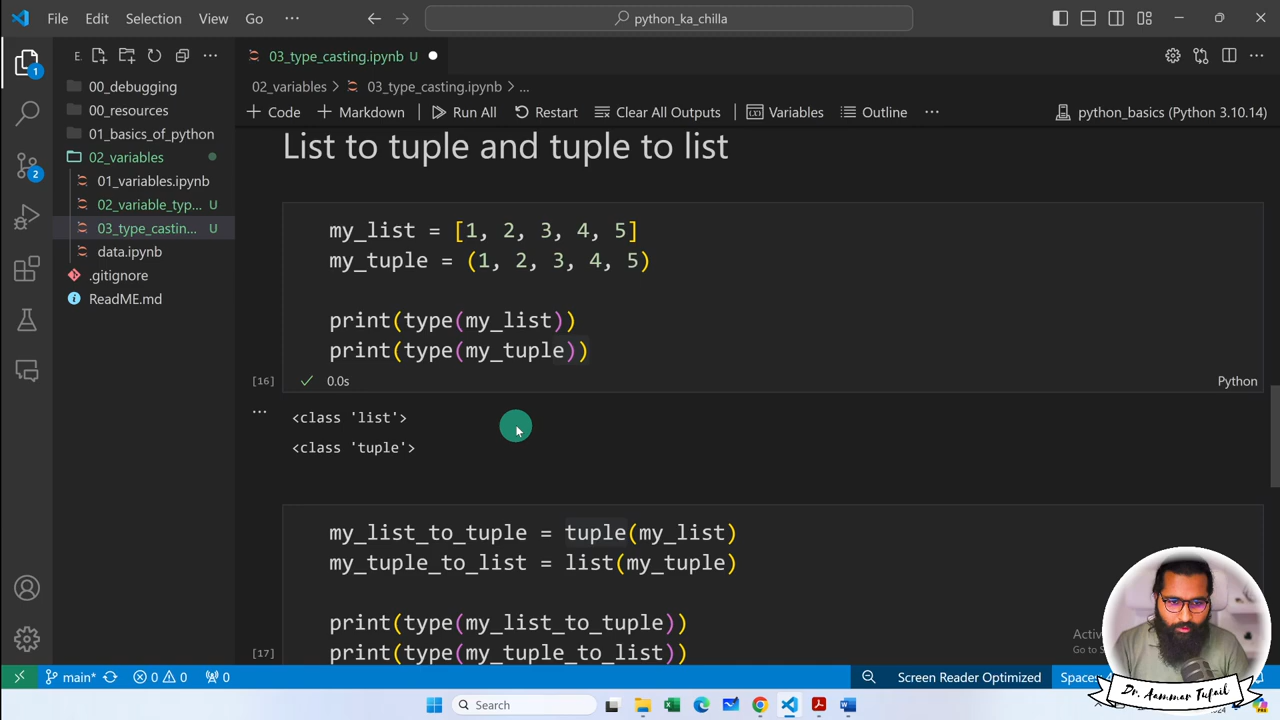 File Edit Selection View Go ··· python_ka_chilla
03_type_casting.ipynb U
02_variables > 03_type_casting.ipynb > ...
+ Code + Markdown Run All Restart Clear All Outputs Variables Outline ··· python_basics (Python 3.10.14)
1
2
E.
00_debugging
00_resources
01_basics_of_python
02_variables
01_variables.ipynb
02_variable_typ... U
03_type_castin... U
data.ipynb
.gitignore
ReadME.md
List to tuple and tuple to list
my_list = [1, 2, 3, 4, 5]
my_tuple = (1, 2, 3, 4, 5)
print(type(my_list))
print(type(my_tuple))
[16] 0.0s Python
<class 'list'>
<class 'tuple'>
my_list_to_tuple = tuple(my_list)
my_tuple_to_list = list(my_tuple)
print(type(my_list_to_tuple))
[17] print(type(my_tuple_to_list))
Dr. Aammar Tufail
main* 0 0 0 Screen Reader Optimized
Search